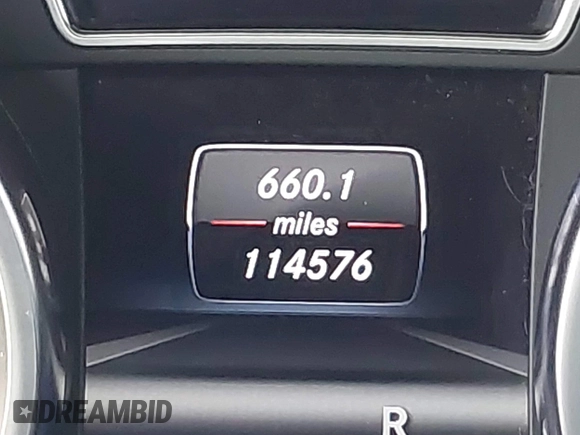 660.1
miles
114576
R
DREAMBID